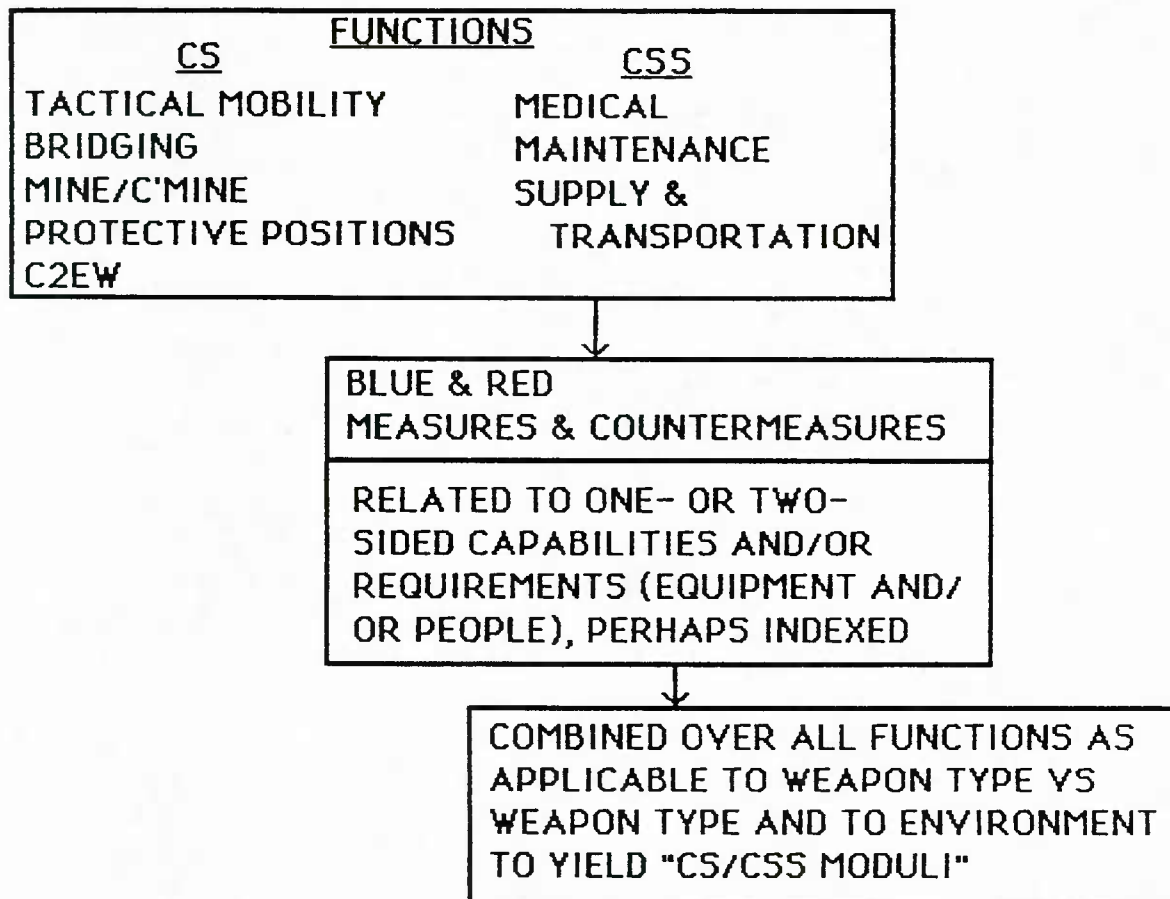 FUNCTIONS
CS
TACTICAL MOBILITY
BRIDGING
MINE/C'MINE
PROTECTIVE POSITIONS
C2EW
CSS
MEDICAL
MAINTENANCE
SUPPLY &
TRANSPORTATION
BLUE & RED
MEASURES & COUNTERMEASURES
RELATED TO ONE- OR TWO-
SIDED CAPABILITIES AND/OR
REQUIREMENTS (EQUIPMENT AND/
OR PEOPLE), PERHAPS INDEXED
COMBINED OVER ALL FUNCTIONS AS
APPLICABLE TO WEAPON TYPE VS
WEAPON TYPE AND TO ENVIRONMENT
TO YIELD "CS/CSS MODULI"